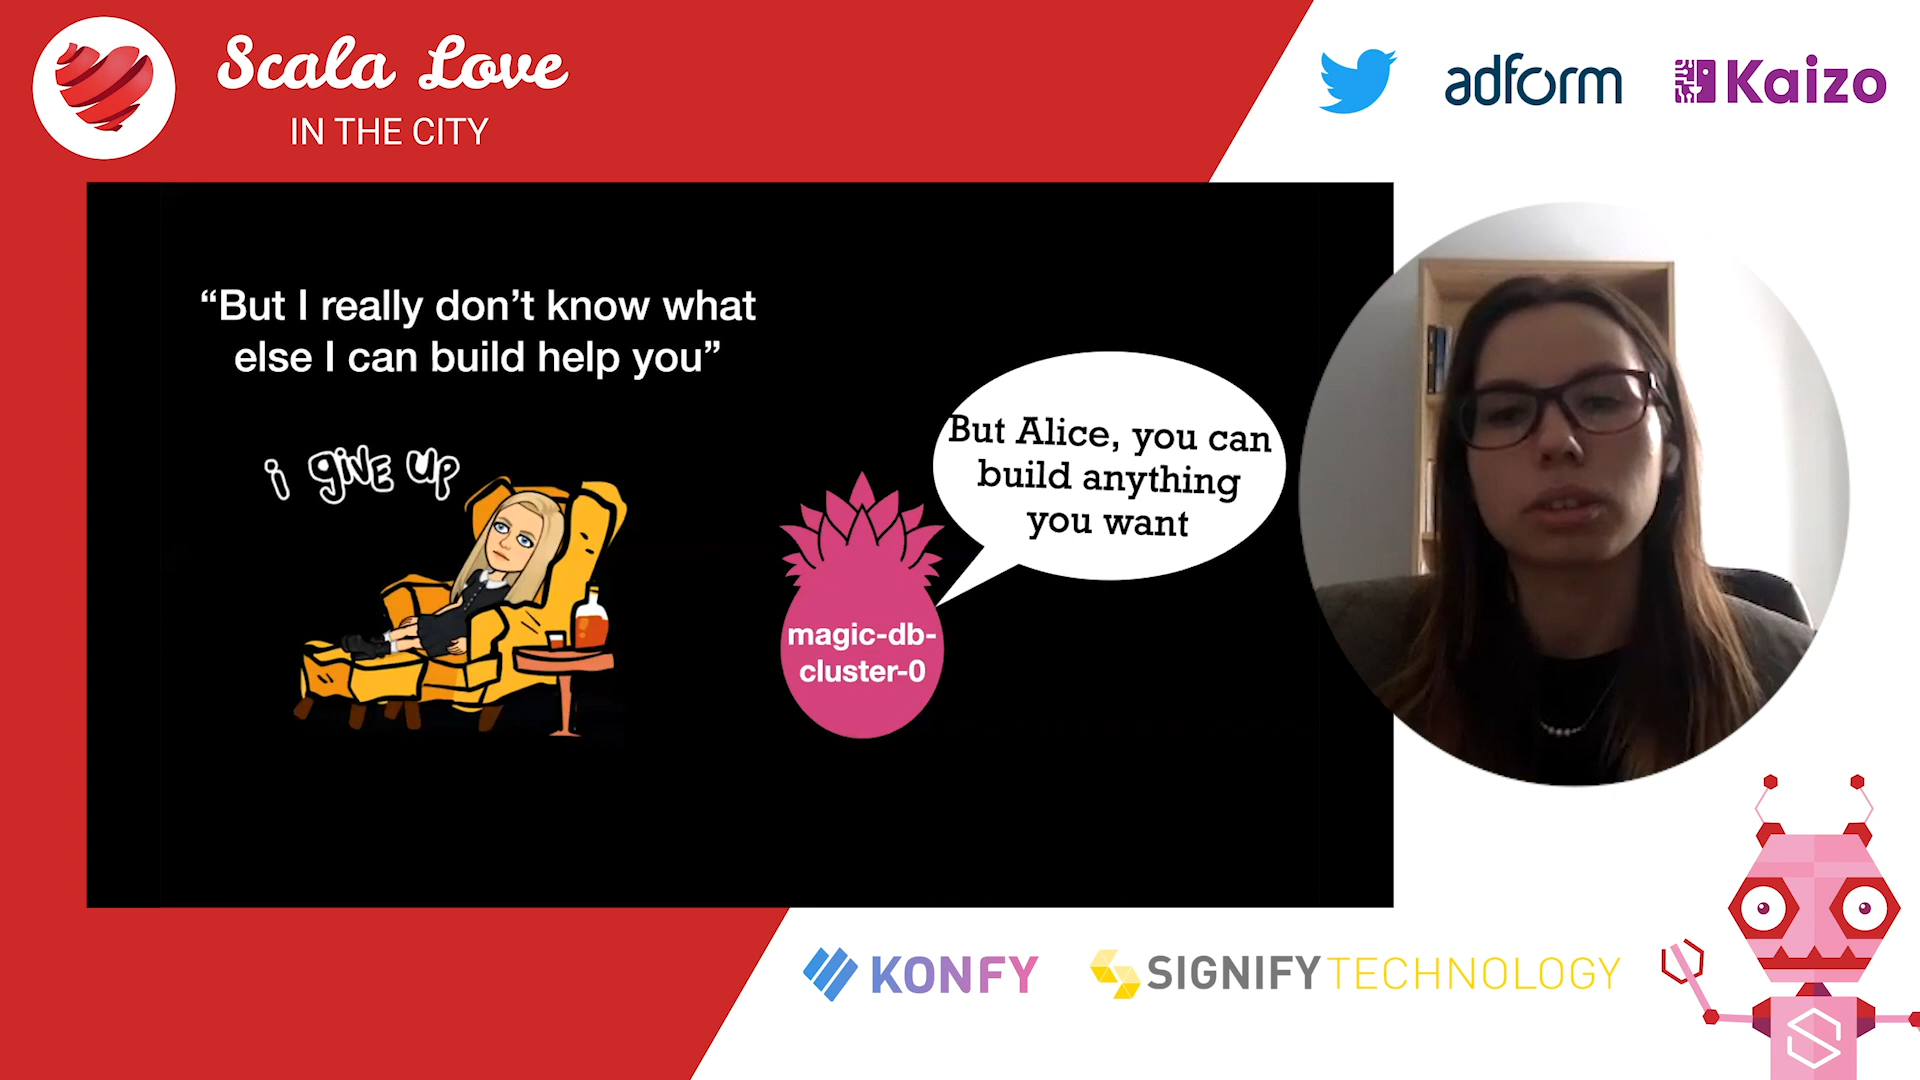 Scala Love
IN THE CITY
adform
Kaizo
“But I really don’t know what
else I can build help you”
i give up
But Alice, you can
build anything
you want
magic-db-
cluster-0
KONFY
SIGNIFY TECHNOLOGY